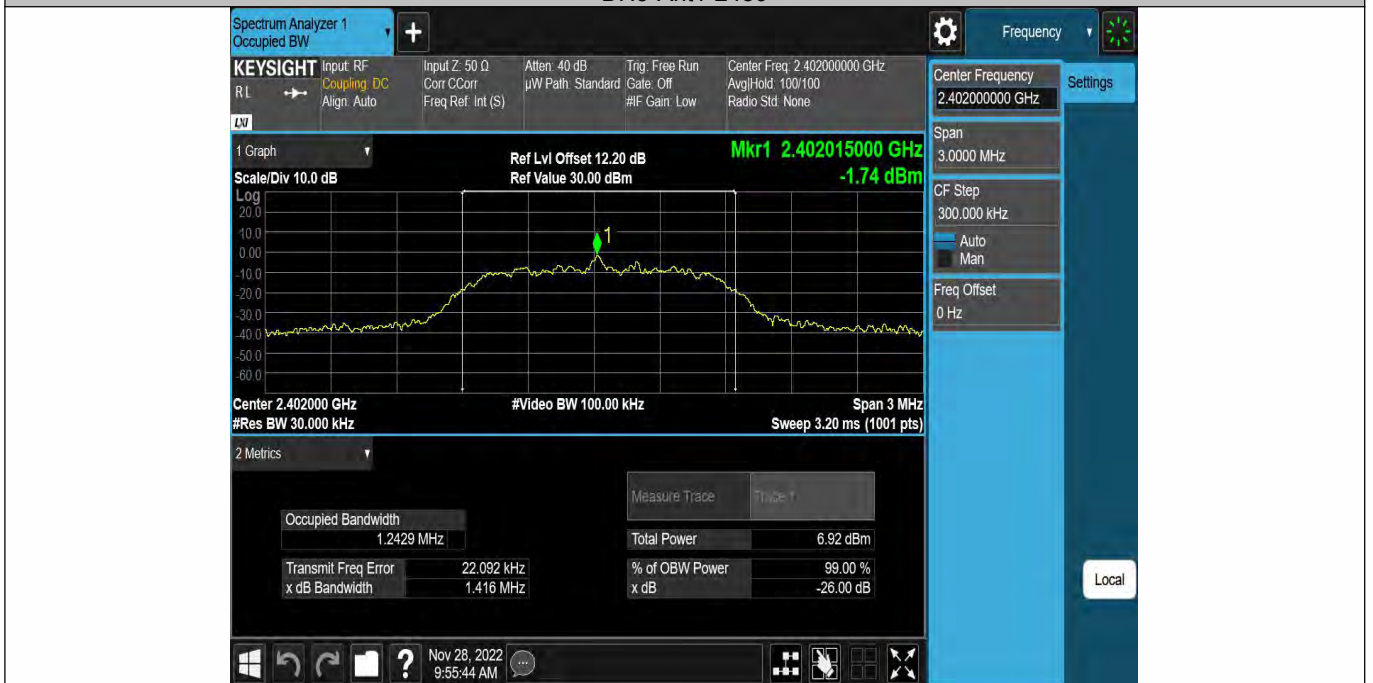 Spectrum Analyzer 1
Occupied BW
+
Frequency
KEYSIGHT
RL
LXI
Input: RF
Coupling: DC
Align: Auto
Input Z: 50 Ω
Corr CCorr
Freq Ref: Int (S)
Atten: 40 dB
µW Path: Standard
Trig: Free Run
Gate: Off
#IF Gain: Low
Center Freq: 2.402000000 GHz
Avg|Hold: 100/100
Radio Std: None
Center Frequency
2.402000000 GHz
Settings
Span
3.0000 MHz
CF Step
300.000 kHz
Auto
Man
Freq Offset
0 Hz
Local
1 Graph
Scale/Div 10.0 dB
Ref Lvl Offset 12.20 dB
Ref Value 30.00 dBm
Mkr1 2.402015000 GHz
-1.74 dBm
Log
20.0
10.0
0.00
-10.0
-20.0
-30.0
-40.0
-50.0
-60.0
1
Center 2.402000 GHz
#Video BW 100.00 kHz
Span 3 MHz
#Res BW 30.000 kHz
Sweep 3.20 ms (1001 pts)
2 Metrics
Measure Trace
Trace 1
Occupied Bandwidth
1.2429 MHz
Total Power 6.92 dBm
Transmit Freq Error 22.092 kHz
% of OBW Power 99.00 %
x dB Bandwidth 1.416 MHz
x dB -26.00 dB
?
Nov 28, 2022
9:55:44 AM